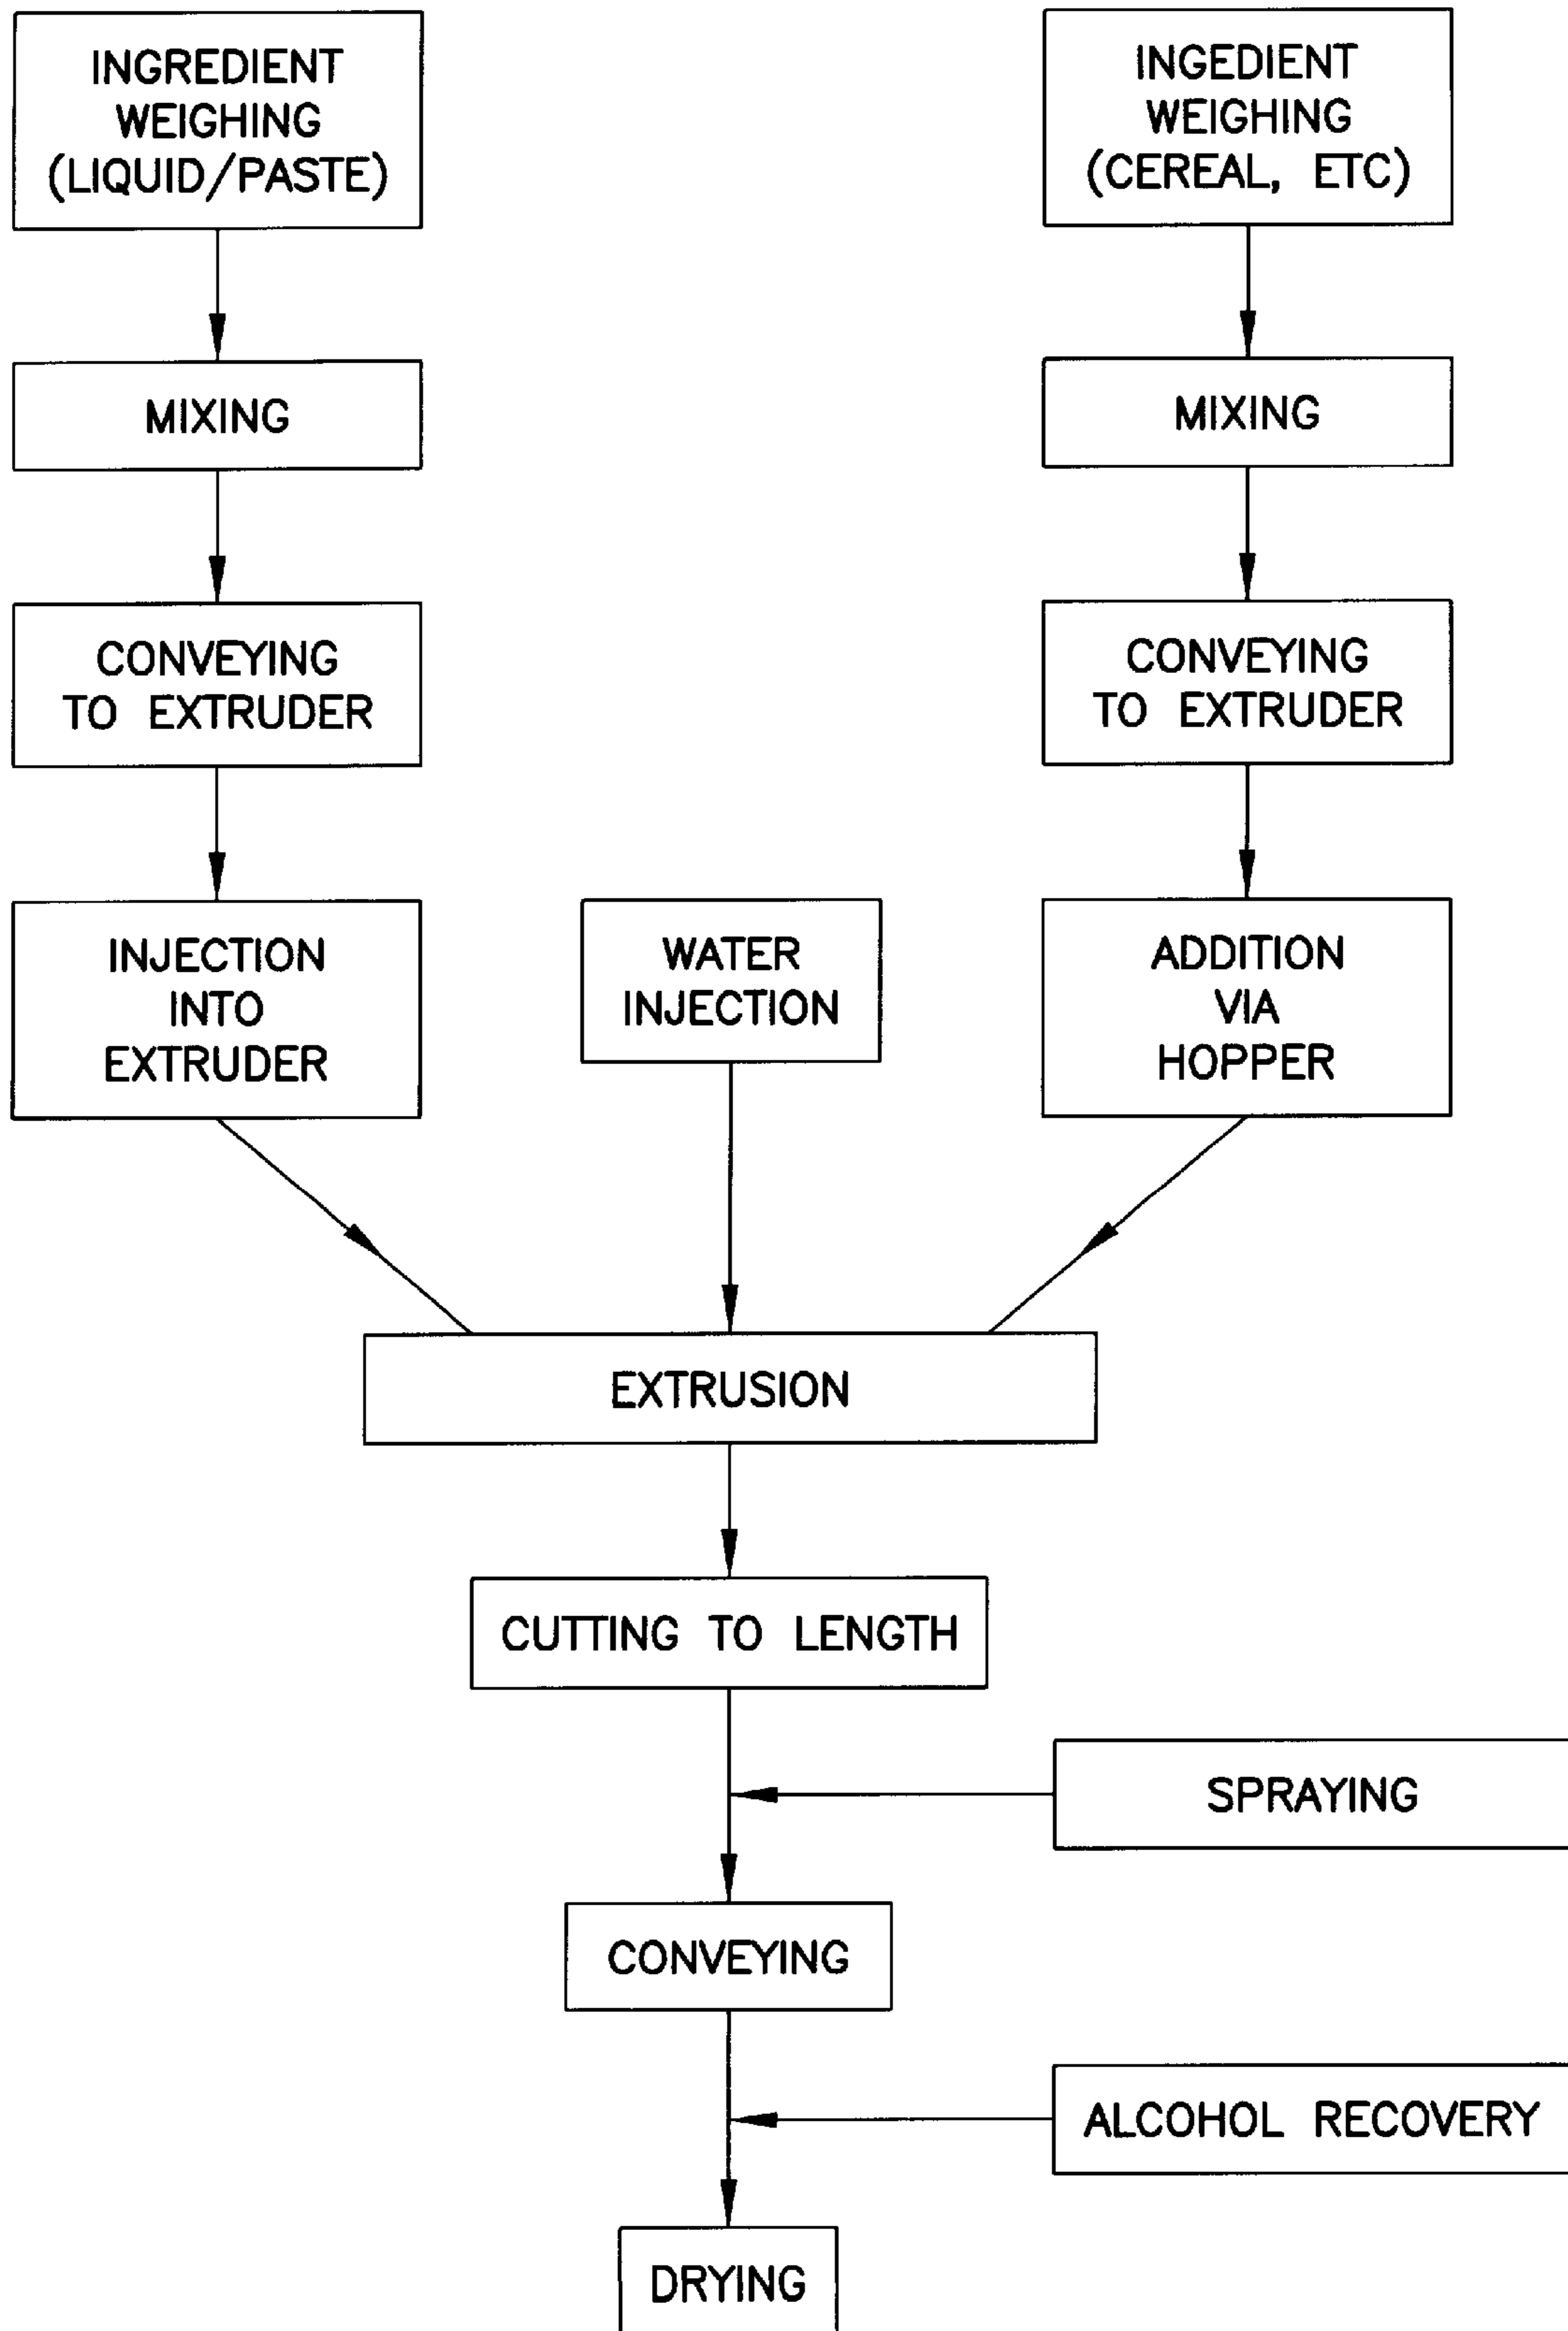 INGREDIENT
WEIGHING
(LIQUID/PASTE)
INGEDIENT
WEIGHING
(CEREAL, ETC)
MIXING
MIXING
CONVEYING
TO EXTRUDER
CONVEYING
TO EXTRUDER
INJECTION
INTO
EXTRUDER
WATER
INJECTION
ADDITION
VIA
HOPPER
EXTRUSION
CUTTING TO LENGTH
SPRAYING
CONVEYING
ALCOHOL RECOVERY
DRYING